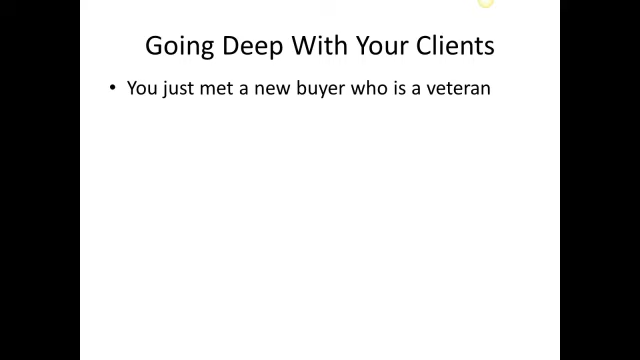 Going Deep With Your Clients
• You just met a new buyer who is a veteran